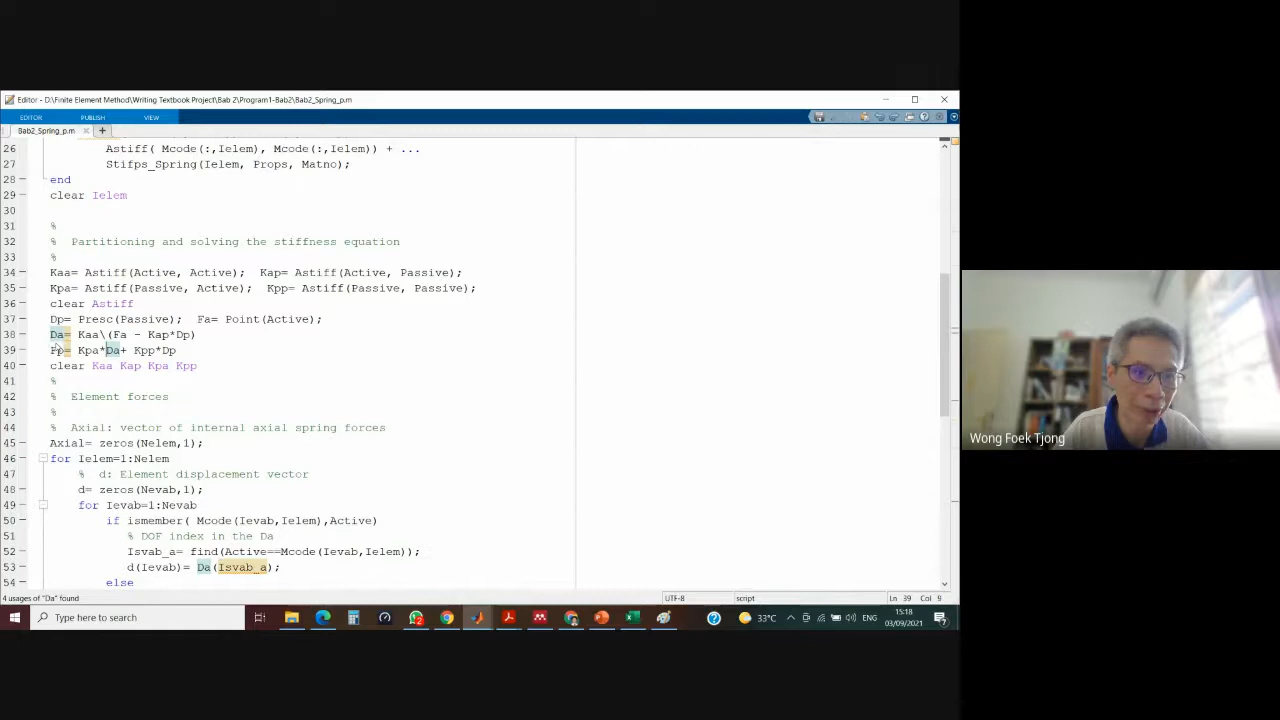 Editor - D:\Finite Element Method\Writing Textbook Project\Bab 2\Program1-Bab2\Bab2_Spring_p.m
EDITOR PUBLISH VIEW
Bab2_Spring_p.m
26 Astiff( Mcode(:,Ielem), Mcode(:,Ielem)) + ...
27 Stifps_Spring(Ielem, Props, Matno);
28 end
29 clear Ielem
30
31 %
32 % Partitioning and solving the stiffness equation
33 %
34 Kaa= Astiff(Active, Active); Kap= Astiff(Active, Passive);
35 Kpa= Astiff(Passive, Active); Kpp= Astiff(Passive, Passive);
36 clear Astiff
37 Dp= Presc(Passive); Fa= Point(Active);
38 Da= Kaa\(Fa - Kap*Dp)
39 Fp= Kpa*Da+ Kpp*Dp
40 clear Kaa Kap Kpa Kpp
41 %
42 % Element forces
43 %
44 % Axial: vector of internal axial spring forces
45 Axial= zeros(Nelem,1);
46 for Ielem=1:Nelem
47 % d: Element displacement vector
48 d= zeros(Nevab,1);
49 for Ievab=1:Nevab
50 if ismember( Mcode(Ievab,Ielem),Active)
51 % DOF index in the Da
52 Isvab_a= find(Active==Mcode(Ievab,Ielem));
53 d(Ievab)= Da(Isvab_a);
54 else
4 usages of "Da" found UTF-8 script Ln 39 Col 9
Type here to search 33°C ENG 15:18
03/09/2021
Wong Foek Tjong